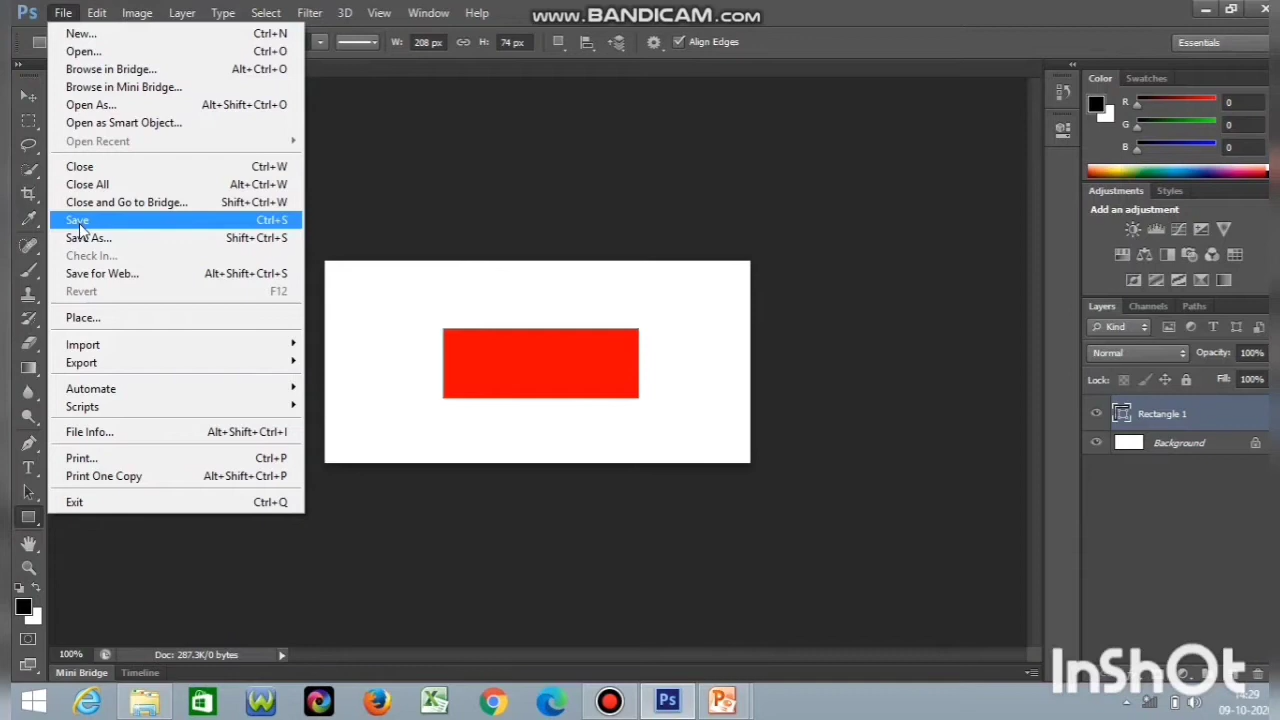 Ps File Edit Image Layer Type Select Filter 3D View Window Help
www.BANDICAM.com
W: 208 px H: 74 px Align Edges Essentials
New... Ctrl+N
Open... Ctrl+O
Browse in Bridge... Alt+Ctrl+O
Browse in Mini Bridge...
Open As... Alt+Shift+Ctrl+O
Open as Smart Object...
Open Recent
Close Ctrl+W
Close All Alt+Ctrl+W
Close and Go to Bridge... Shift+Ctrl+W
Save Ctrl+S
Save As... Shift+Ctrl+S
Check In...
Save for Web... Alt+Shift+Ctrl+S
Revert F12
Place...
Import
Export
Automate
Scripts
File Info... Alt+Shift+Ctrl+I
Print... Ctrl+P
Print One Copy Alt+Shift+Ctrl+P
Exit Ctrl+Q
Color Swatches
R 0
G 0
B 0
Adjustments Styles
Add an adjustment
Layers Channels Paths
Kind
Normal Opacity: 100%
Lock: Fill: 100%
Rectangle 1
Background
100% Doc: 287.3K/0 bytes
Mini Bridge Timeline
InShOt
Ps
14:29